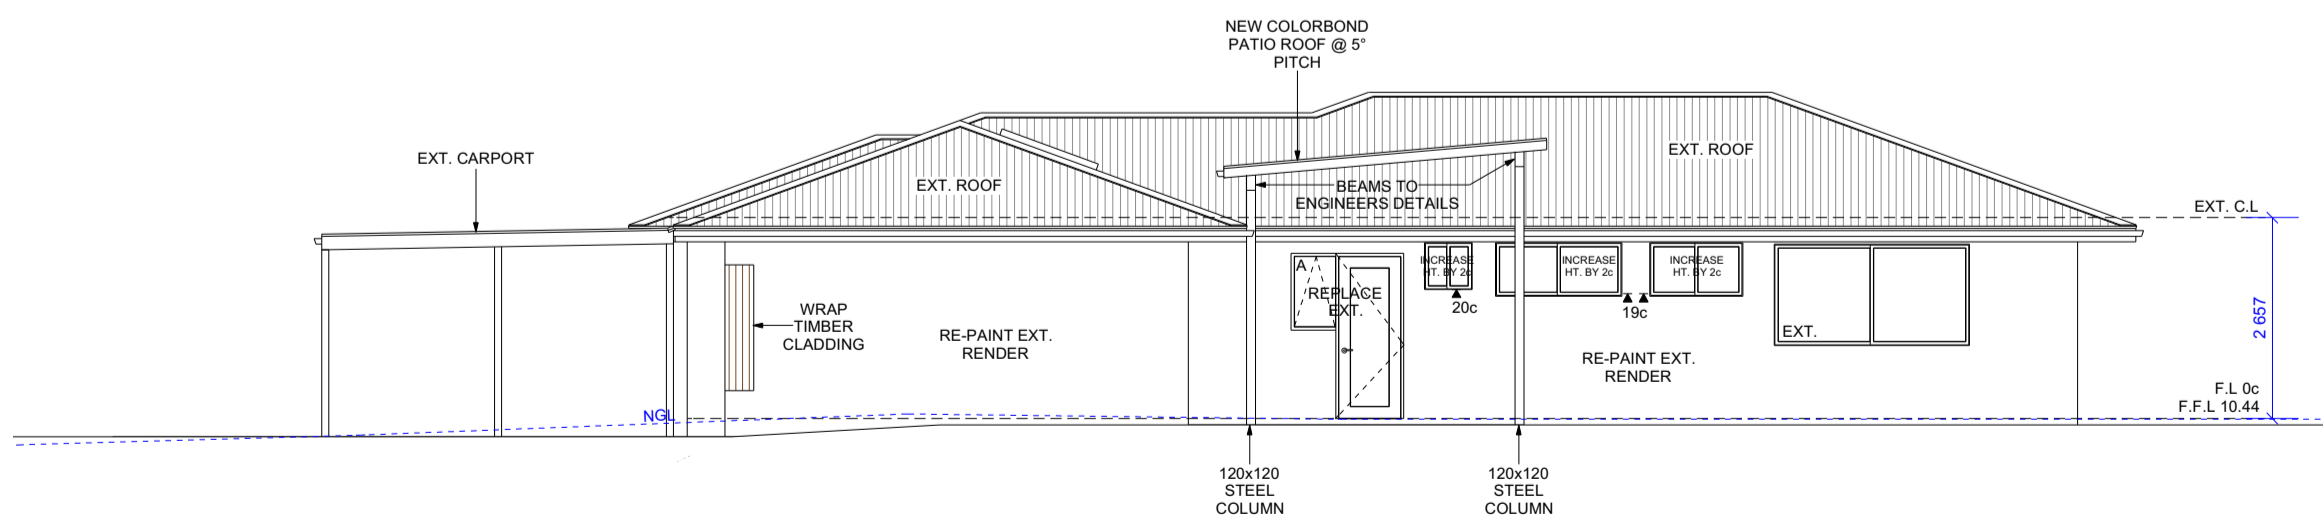 NEW COLORBOND
PATIO ROOF @ 5°
PITCH
EXT. CARPORT
EXT. ROOF
EXT. ROOF
BEAMS TO
ENGINEERS DETAILS
EXT. C.L
A
REPLACE
EXT.
INCREASE
HT. BY 2c
INCREASE
HT. BY 2c
INCREASE
HT. BY 2c
20c
19c
WRAP
TIMBER
CLADDING
RE-PAINT EXT.
RENDER
EXT.
RE-PAINT EXT.
RENDER
2 657
F.L 0c
F.F.L 10.44
NGL
120x120
STEEL
COLUMN
120x120
STEEL
COLUMN